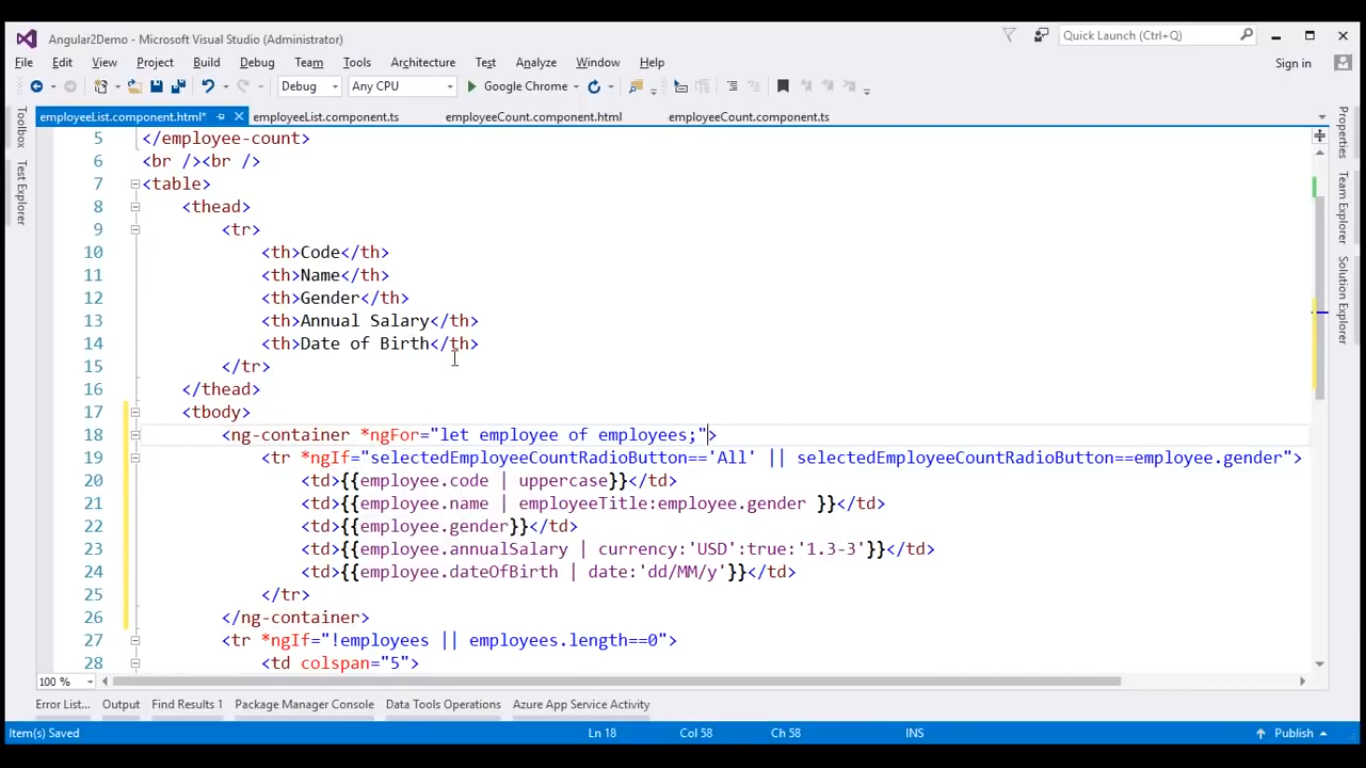 Angular2Demo - Microsoft Visual Studio (Administrator)
Quick Launch (Ctrl+Q)
File Edit View Project Build Debug Team Tools Architecture Test Analyze Window Help
Sign in
Debug Any CPU Google Chrome
employeeList.component.html* employeeList.component.ts employeeCount.component.html employeeCount.component.ts
Toolbox
Test Explorer
5 </employee-count>
6 <br /><br />
7 <table>
8 <thead>
9 <tr>
10 <th>Code</th>
11 <th>Name</th>
12 <th>Gender</th>
13 <th>Annual Salary</th>
14 <th>Date of Birth</th>
15 </tr>
16 </thead>
17 <tbody>
18 <ng-container *ngFor="let employee of employees;">
19 <tr *ngIf="selectedEmployeeCountRadioButton=='All' || selectedEmployeeCountRadioButton==employee.gender">
20 <td>{{employee.code | uppercase}}</td>
21 <td>{{employee.name | employeeTitle:employee.gender }}</td>
22 <td>{{employee.gender}}</td>
23 <td>{{employee.annualSalary | currency:'USD':true:'1.3-3'}}</td>
24 <td>{{employee.dateOfBirth | date:'dd/MM/y'}}</td>
25 </tr>
26 </ng-container>
27 <tr *ngIf="!employees || employees.length==0">
28 <td colspan="5">
Properties
Team Explorer
Solution Explorer
100 %
Error List... Output Find Results 1 Package Manager Console Data Tools Operations Azure App Service Activity
Item(s) Saved Ln 18 Col 58 Ch 58 INS Publish